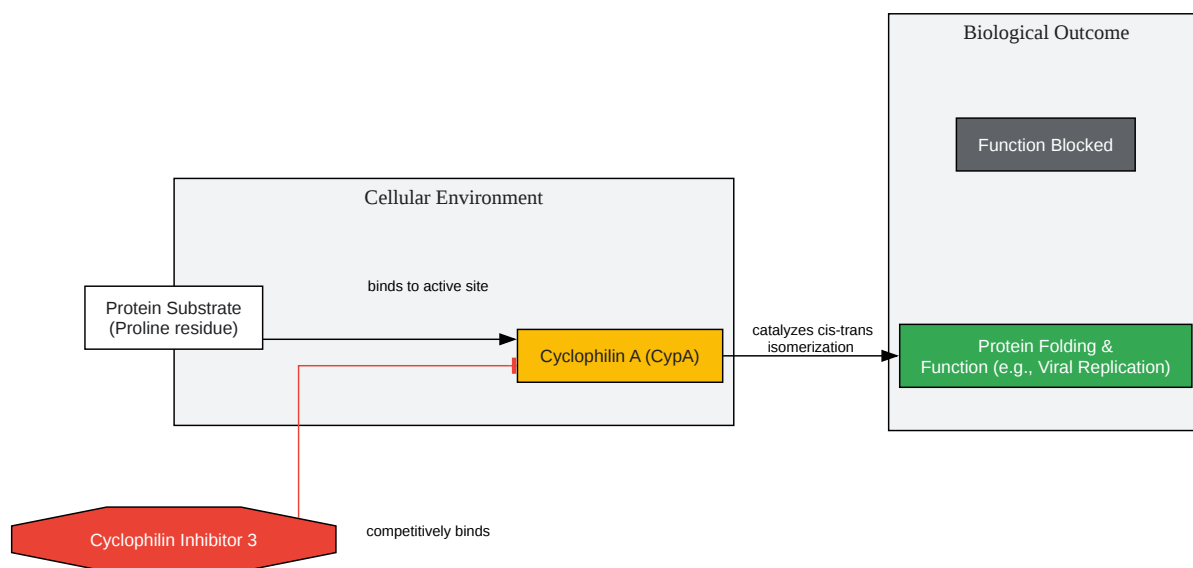 Biological Outcome
Function Blocked
Cellular Environment
binds to active site
Protein Substrate
(Proline residue)
Cyclophilin A (CypA)
catalyzes cis-trans
isomerization
Protein Folding &
Function (e.g., Viral Replication)
Cyclophilin Inhibitor 3
competitively binds